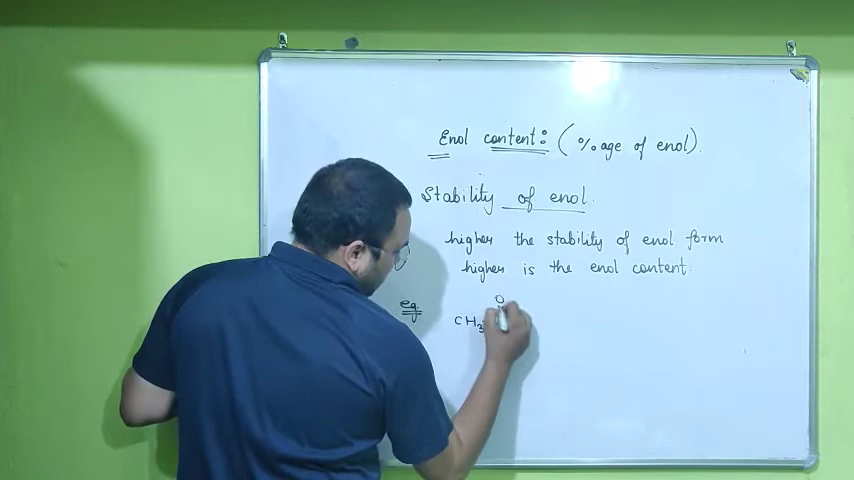 Enol content: (%age of enol).
Stability of enol.
higher the stability of enol form
higher is the enol content.
O
eg. CH3-